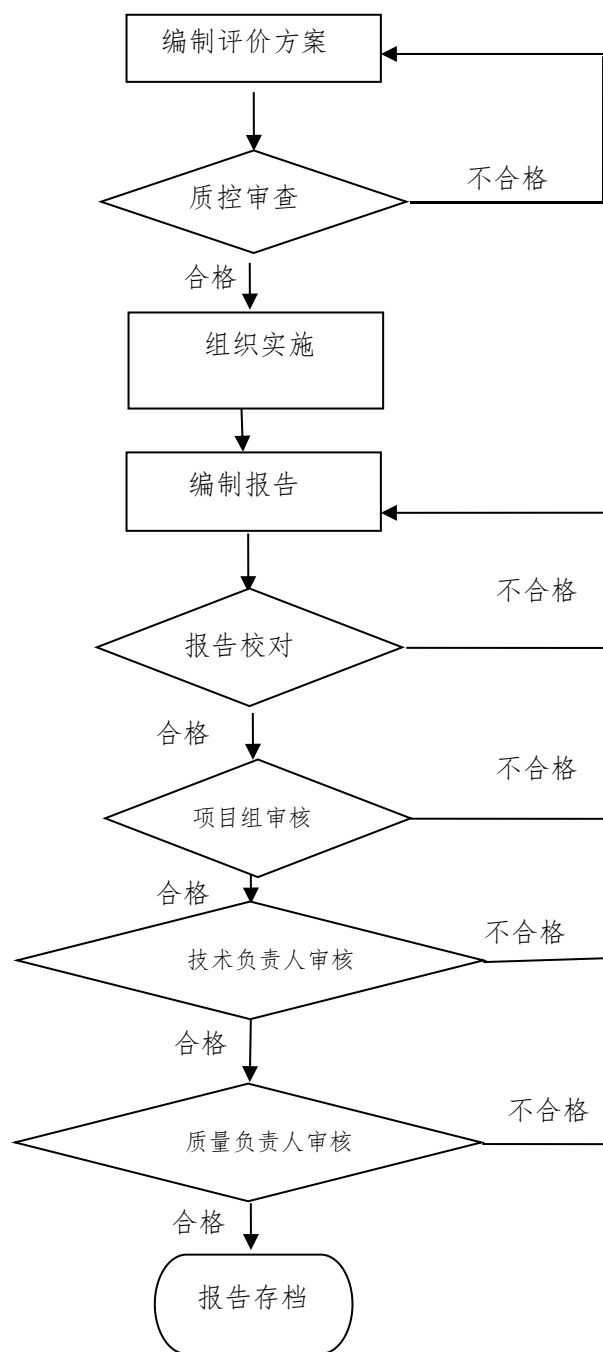 编制评价方案
质控审查
不合格
合格
组织实施
编制报告
不合格
报告校对
合格
不合格
项目组审核
合格
不合格
技术负责人审核
合格
不合格
质量负责人审核
合格
报告存档